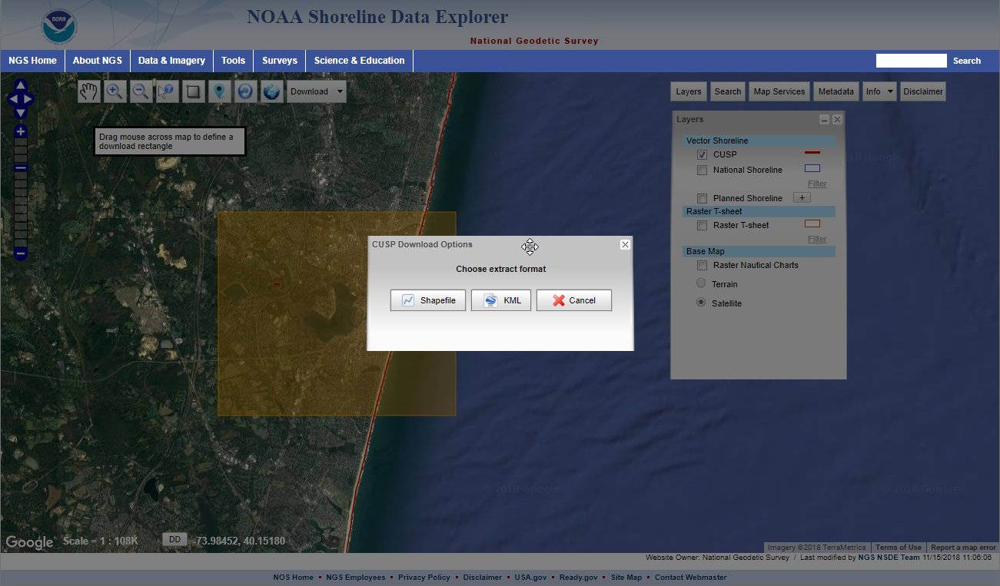 NOAA
NOAA Shoreline Data Explorer
National Geodetic Survey
NGS Home About NGS Data & Imagery Tools Surveys Science & Education Search
Download Layers Search Map Services Metadata Info Disclaimer
Drag mouse across map to define a
download rectangle
Layers
Vector Shoreline
CUSP
National Shoreline
Filter
Planned Shoreline +
Raster T-sheet
Raster T-sheet
Filter
Base Map
Raster Nautical Charts
Terrain
Satellite
CUSP Download Options
Choose extract format
Shapefile KML Cancel
2018 Google
© 2018 Google
© 2018 Google
Google Scale = 1 : 108K DD -73.98452, 40.15180
Imagery ©2018 TerraMetrics Terms of Use Report a map error
Website Owner: National Geodetic Survey / Last modified by NGS NSDE Team 11/15/2018 11:06:06
NOS Home ▪ NGS Employees ▪ Privacy Policy ▪ Disclaimer ▪ USA.gov ▪ Ready.gov ▪ Site Map ▪ Contact Webmaster